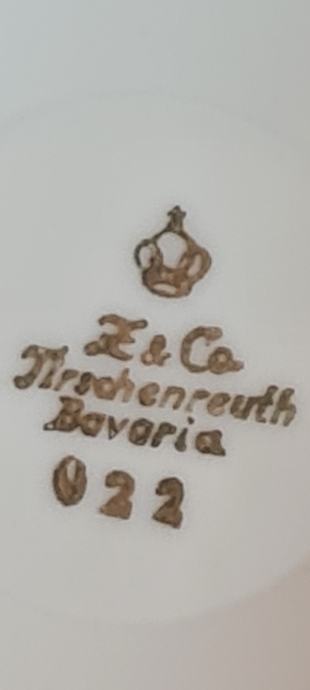 Z & Co
Tirschenreuth
Bavaria
022